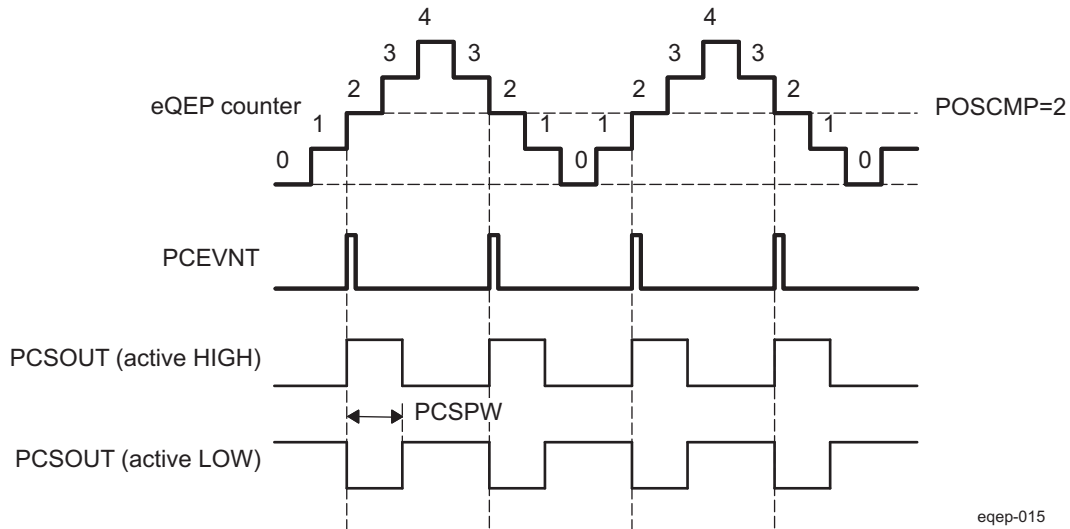 4 4
3 3 3 3
2 2 2 2
eQEP counter POSCMP=2
1 1 1 1
0 0 0
PCEVNT
PCSOUT (active HIGH)
PCSPW
PCSOUT (active LOW)
eqep-015